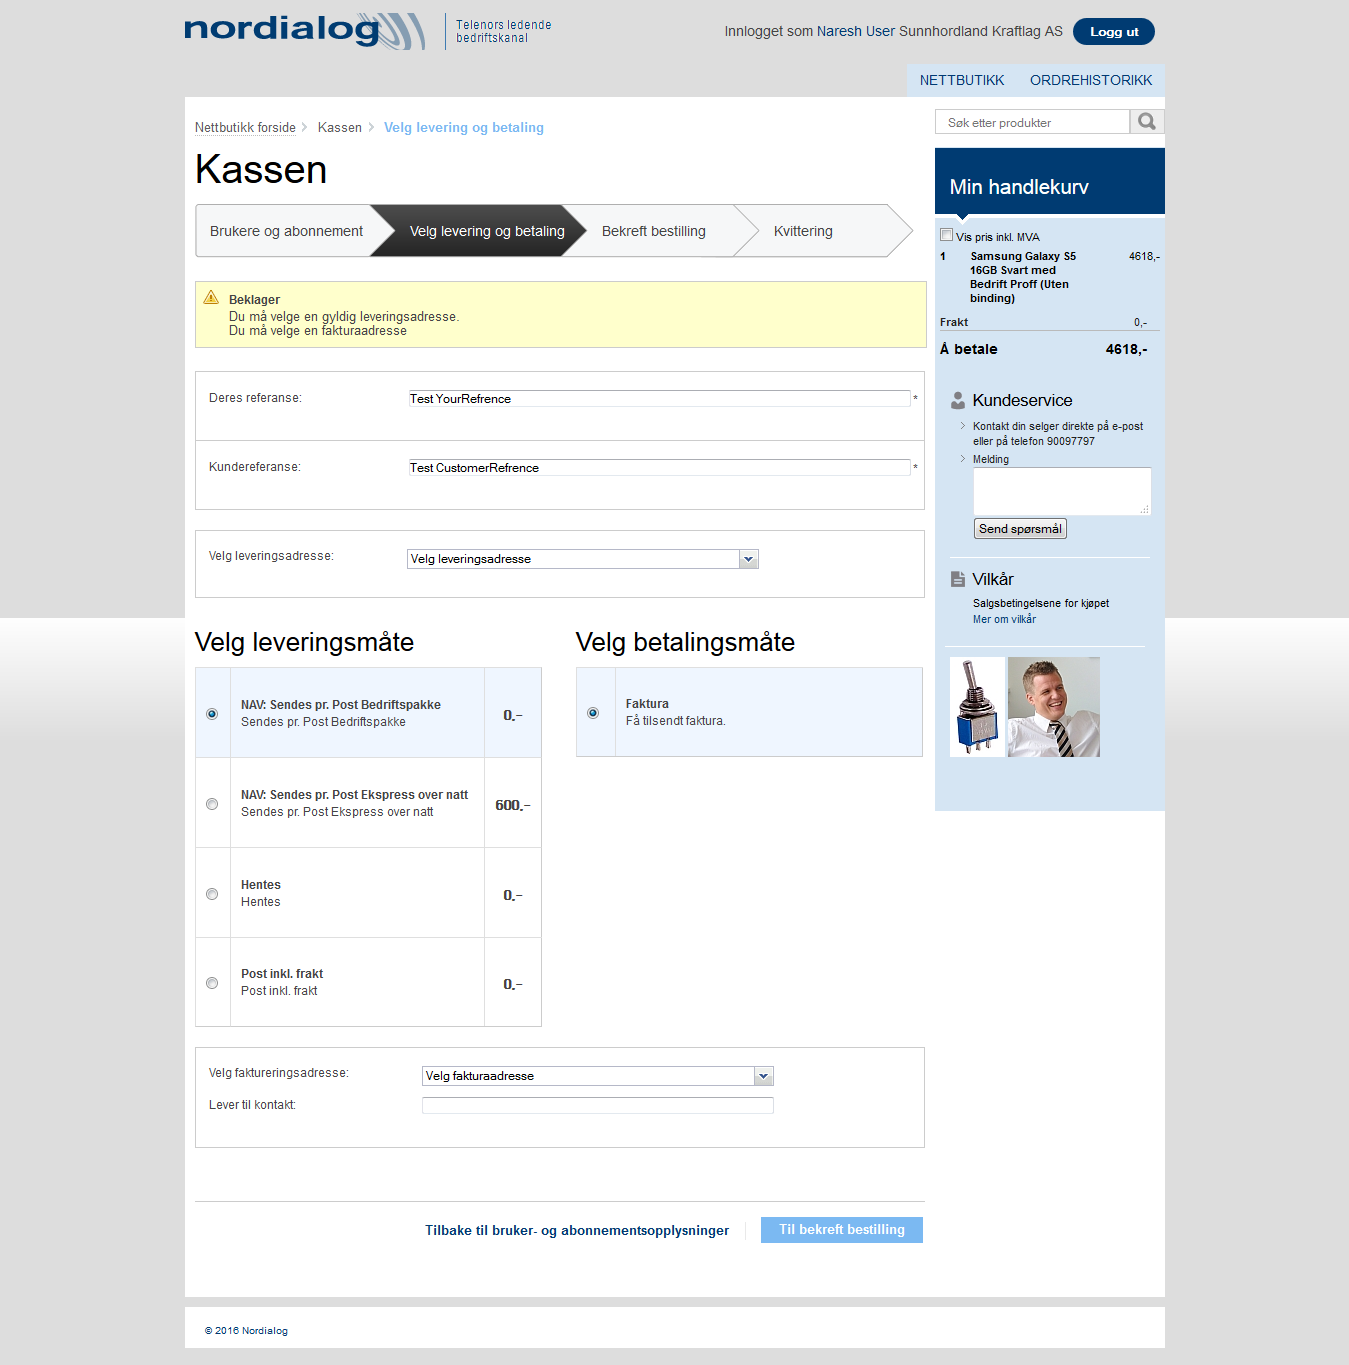 nordialog
Telenors ledende
bedriftskanal
Innlogget som Naresh User Sunnhordland Kraftlag AS
Logg ut
NETTBUTIKK ORDREHISTORIKK
Nettbutikk forside Kassen Velg levering og betaling
Kassen
Brukere og abonnement Velg levering og betaling Bekreft bestilling Kvittering
Beklager
Du må velge en gyldig leveringsadresse.
Du må velge en fakturaadresse
Deres referanse: Test YourRefrence *
Kundereferanse: Test CustomerRefrence *
Velg leveringsadresse: Velg leveringsadresse
Velg leveringsmåte
NAV: Sendes pr. Post Bedriftspakke
Sendes pr. Post Bedriftspakke
0,-
NAV: Sendes pr. Post Ekspress over natt
Sendes pr. Post Ekspress over natt
600,-
Hentes
Hentes
0,-
Post inkl. frakt
Post inkl. frakt
0,-
Velg betalingsmåte
Faktura
Få tilsendt faktura.
Velg faktureringsadresse: Velg fakturaadresse
Lever til kontakt:
Tilbake til bruker- og abonnementsopplysninger
Til bekreft bestilling
Søk etter produkter
Min handlekurv
Vis pris inkl. MVA
1 Samsung Galaxy S5 4618,-
16GB Svart med
Bedrift Proff (Uten
binding)
Frakt 0,-
Å betale 4618,-
Kundeservice
Kontakt din selger direkte på e-post
eller på telefon 90097797
Melding
Send spørsmål
Vilkår
Salgsbetingelsene for kjøpet
Mer om vilkår
© 2016 Nordialog